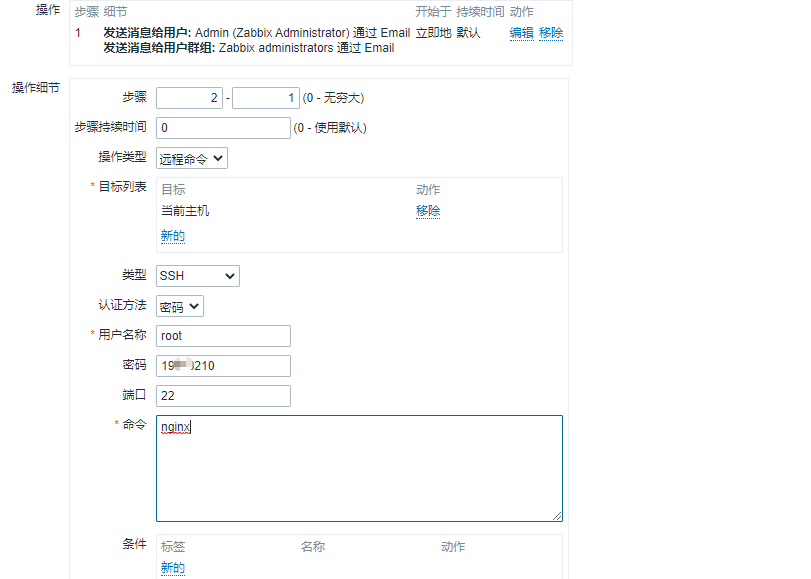 操作 步骤 细节 开始于 持续时间 动作
1 发送消息给用户: Admin (Zabbix Administrator) 通过 Email 立即地 默认 编辑 移除
发送消息给用户群组: Zabbix administrators 通过 Email
操作细节
步骤 2 - 1 (0 - 无穷大)
步骤持续时间 0 (0 - 使用默认)
操作类型 远程命令
* 目标列表 目标 动作
当前主机 移除
新的
类型 SSH
认证方法 密码
* 用户名称 root
密码
端口 22
* 命令 nginx
条件 标签 名称 动作
新的